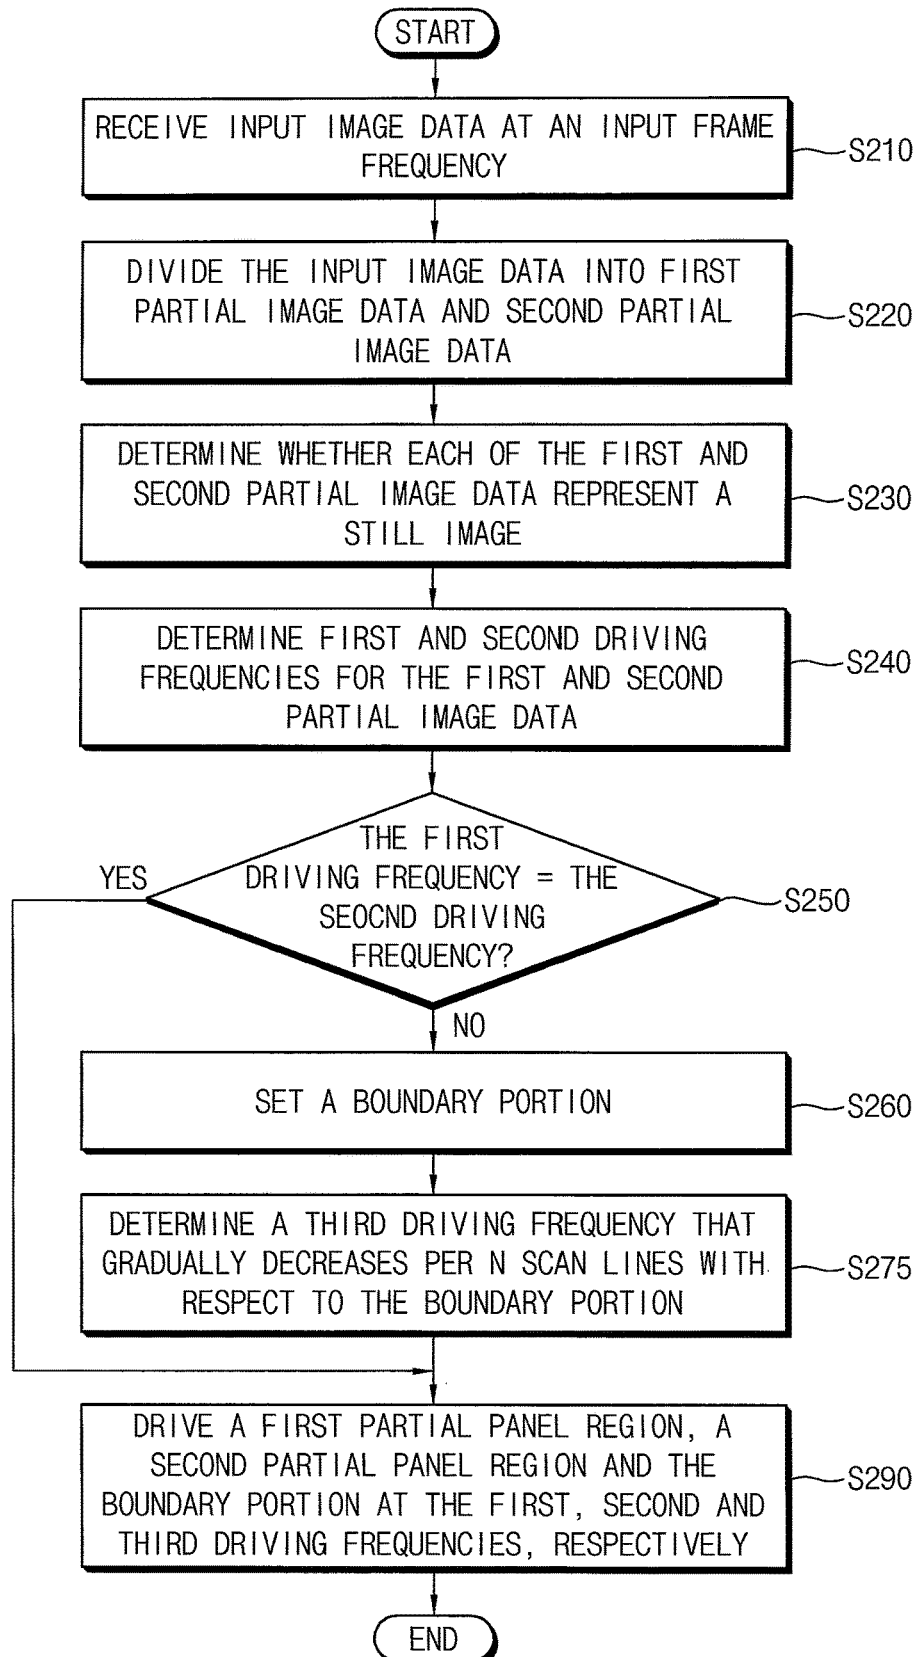 START
RECEIVE INPUT IMAGE DATA AT AN INPUT FRAME
FREQUENCY
S210
DIVIDE THE INPUT IMAGE DATA INTO FIRST
PARTIAL IMAGE DATA AND SECOND PARTIAL
IMAGE DATA
S220
DETERMINE WHETHER EACH OF THE FIRST AND
SECOND PARTIAL IMAGE DATA REPRESENT A
STILL IMAGE
S230
DETERMINE FIRST AND SECOND DRIVING
FREQUENCIES FOR THE FIRST AND SECOND
PARTIAL IMAGE DATA
S240
THE FIRST
DRIVING FREQUENCY = THE
SEOCND DRIVING
FREQUENCY?
YES
S250
NO
SET A BOUNDARY PORTION
S260
DETERMINE A THIRD DRIVING FREQUENCY THAT
GRADUALLY DECREASES PER N SCAN LINES WITH
RESPECT TO THE BOUNDARY PORTION
S275
DRIVE A FIRST PARTIAL PANEL REGION, A
SECOND PARTIAL PANEL REGION AND THE
BOUNDARY PORTION AT THE FIRST, SECOND AND
THIRD DRIVING FREQUENCIES, RESPECTIVELY
S290
END